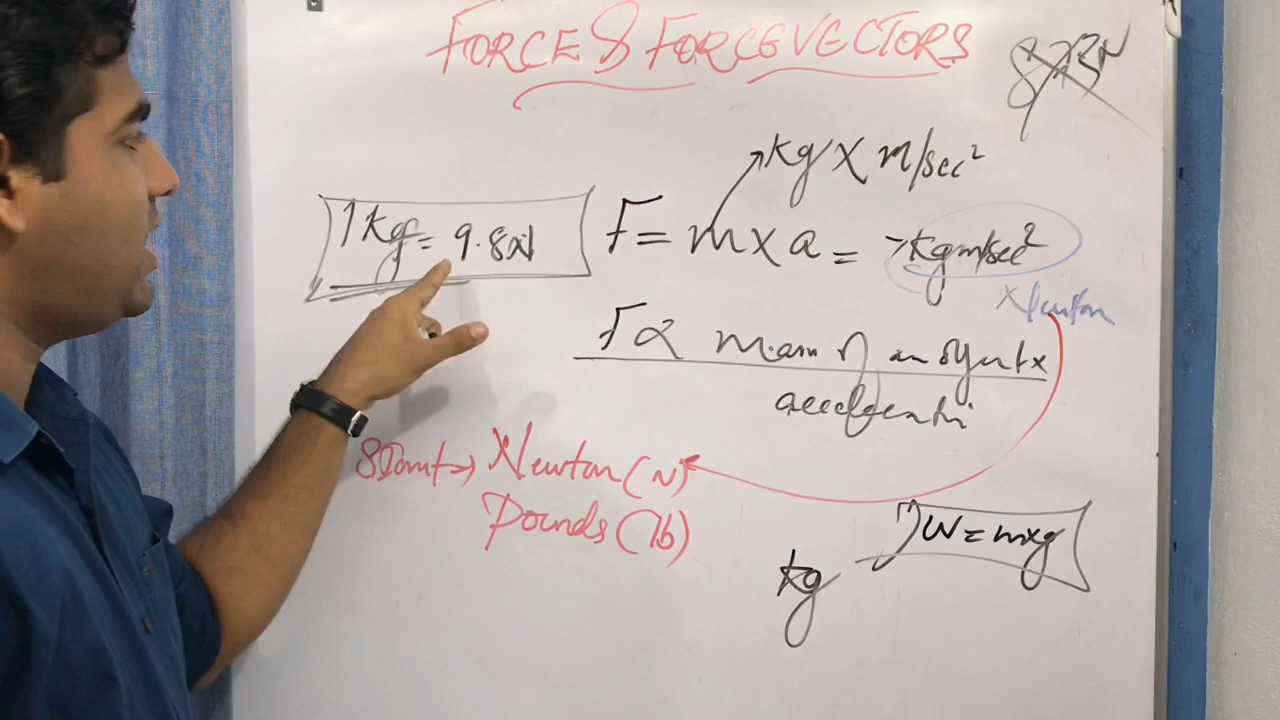 FORCE & FORCE VECTORS
kg X m/sec²
1 kgf = 9.8N
F = m x a = kgm/sec²
Newton
F ∝ Mass of an object x
acceleration
SI unit → Newton (N)
Pounds (lb)
W = mxg
kg